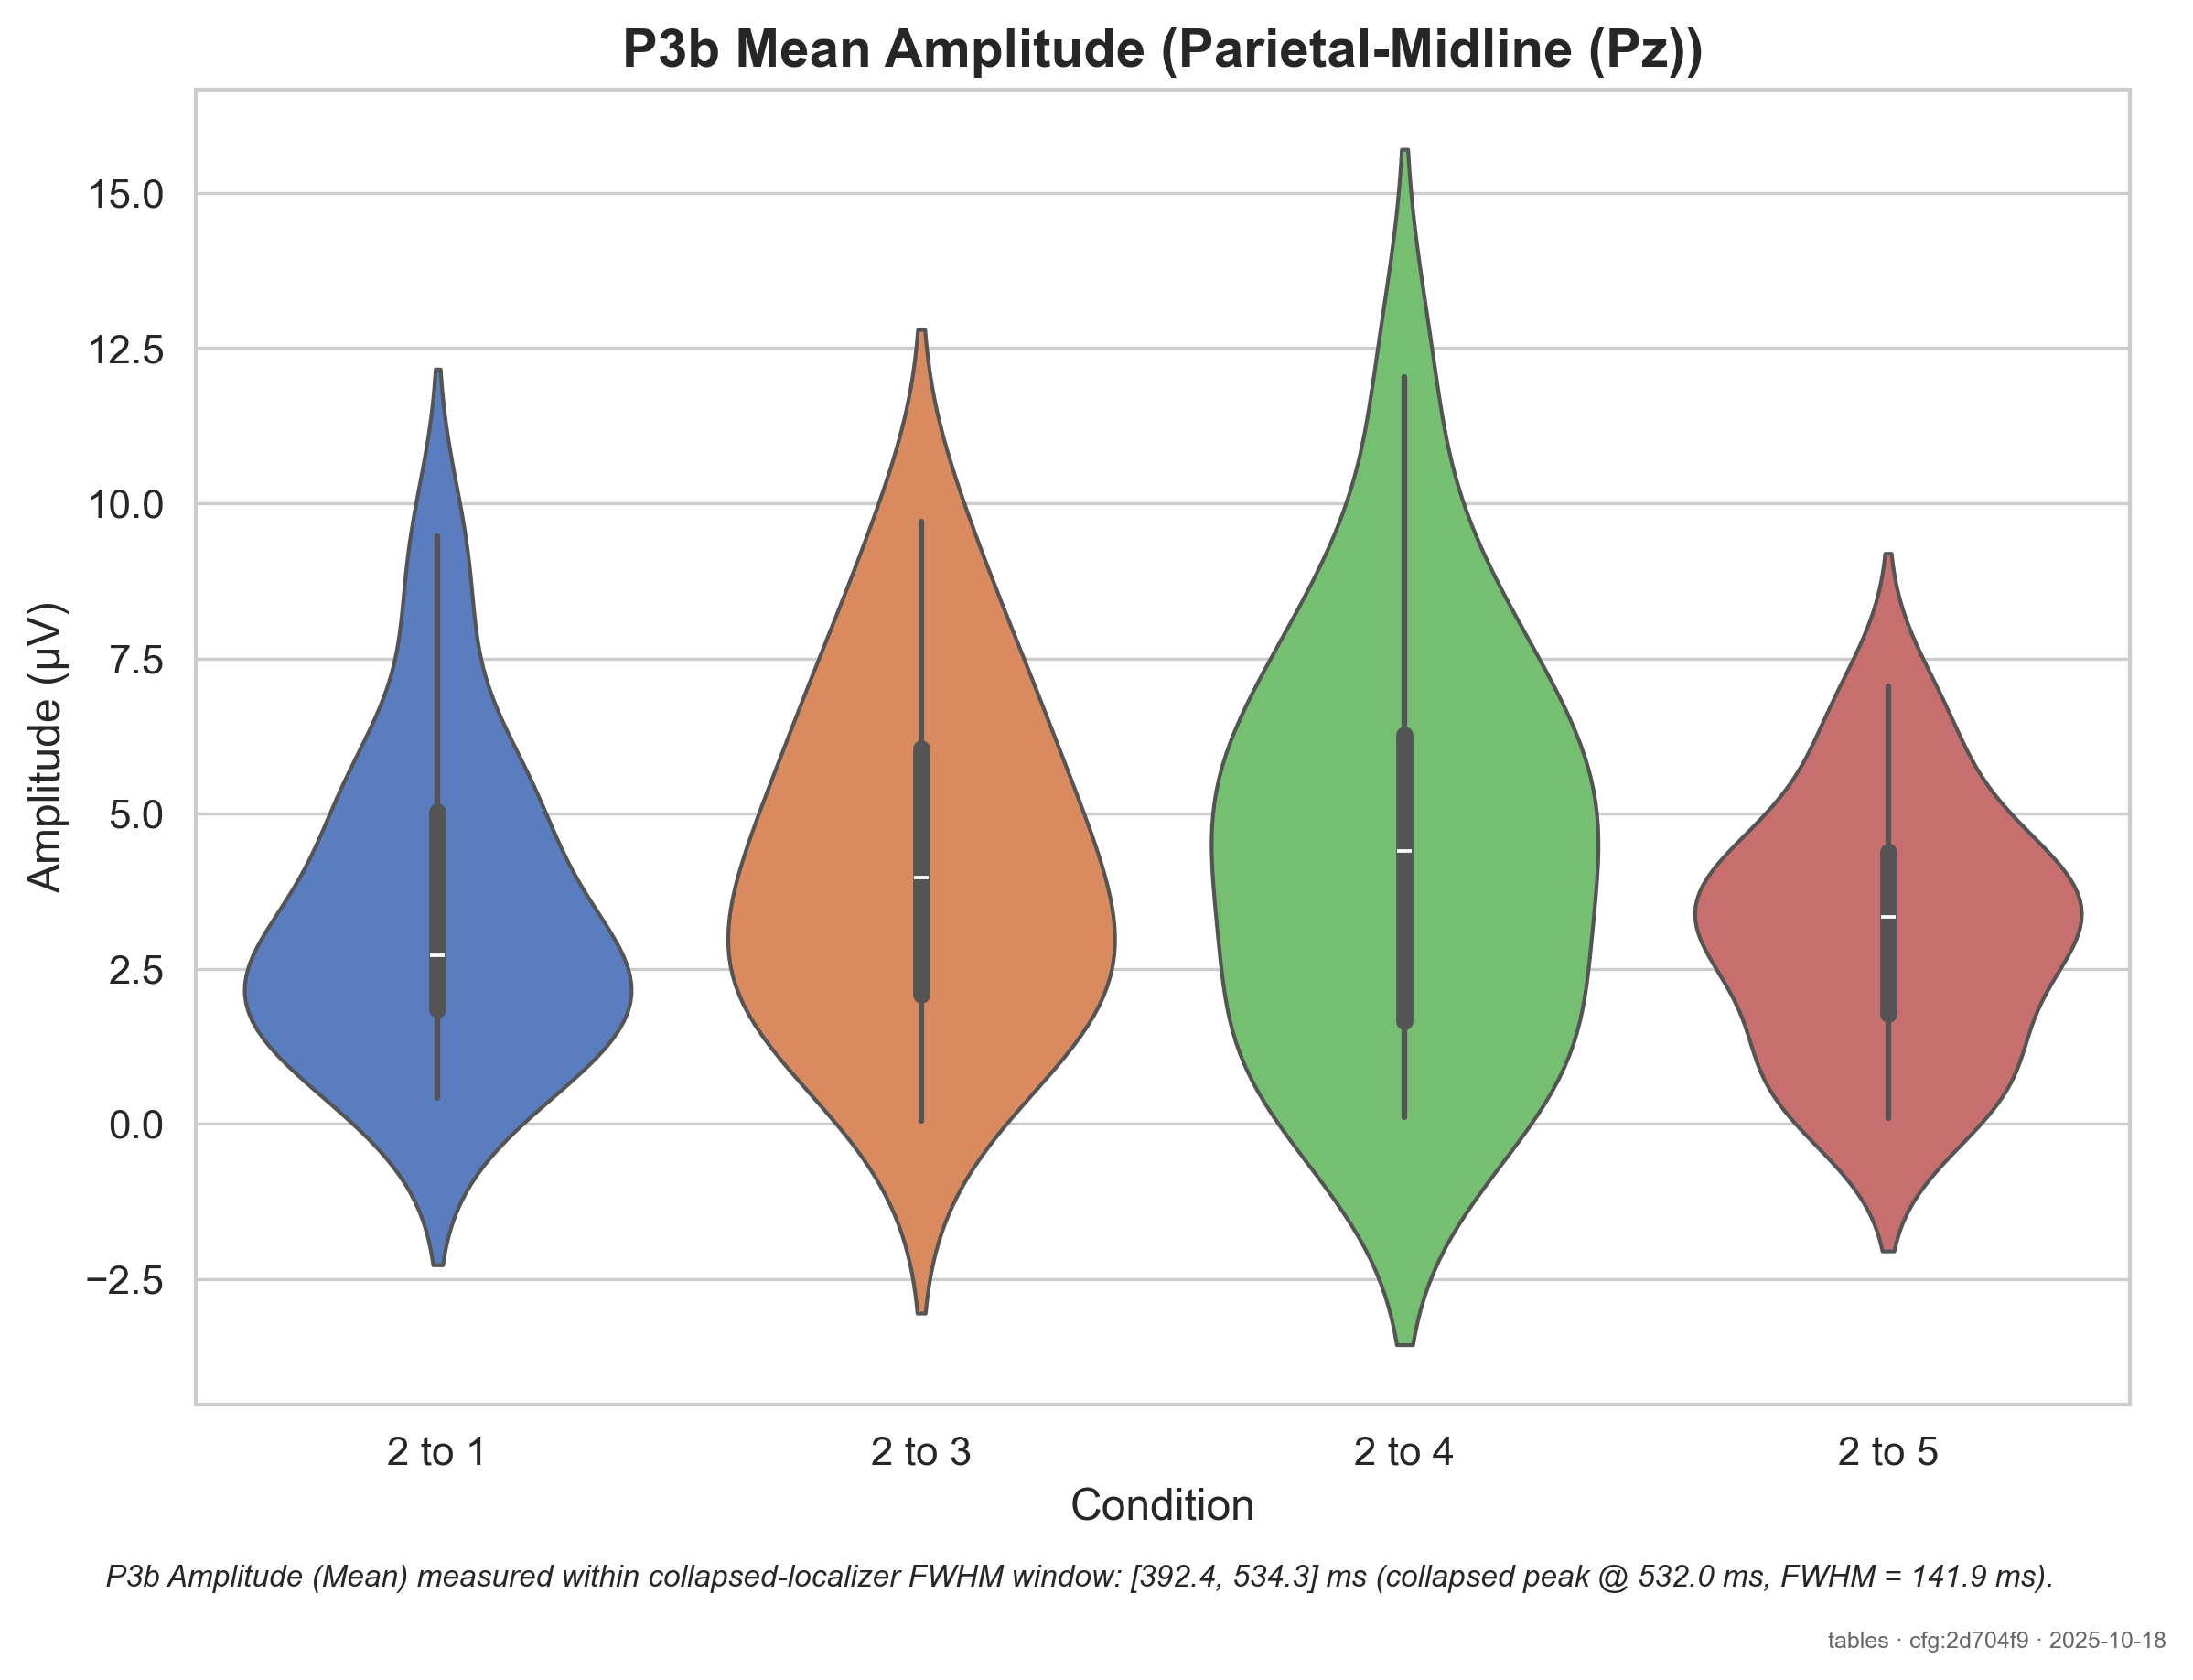 P3b Mean Amplitude (Parietal-Midline (Pz))
Amplitude (µV)
15.0
12.5
10.0
7.5
5.0
2.5
0.0
−2.5
2 to 1
2 to 3
2 to 4
2 to 5
Condition
P3b Amplitude (Mean) measured within collapsed-localizer FWHM window: [392.4, 534.3] ms (collapsed peak @ 532.0 ms, FWHM = 141.9 ms).
tables · cfg:2d704f9 · 2025-10-18